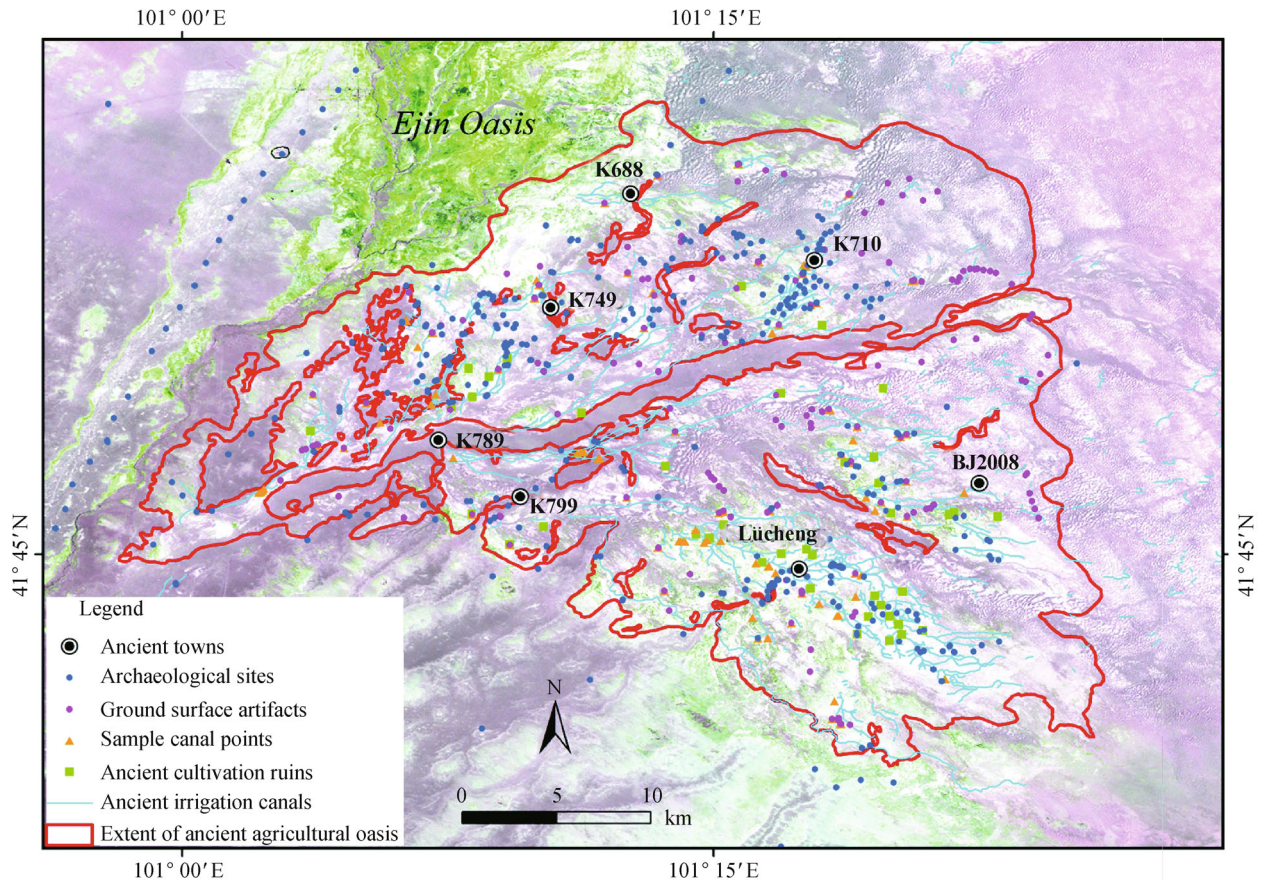 101° 00′ E
101° 15′ E
Ejin Oasis
K688
K710
K749
K789
BJ2008
K799
Lücheng
41° 45′ N
41° 45′ N
Legend
Ancient towns
Archaeological sites
Ground surface artifacts
Sample canal points
Ancient cultivation ruins
Ancient irrigation canals
Extent of ancient agricultural oasis
N
0 5 10
km
101° 00′ E
101° 15′ E